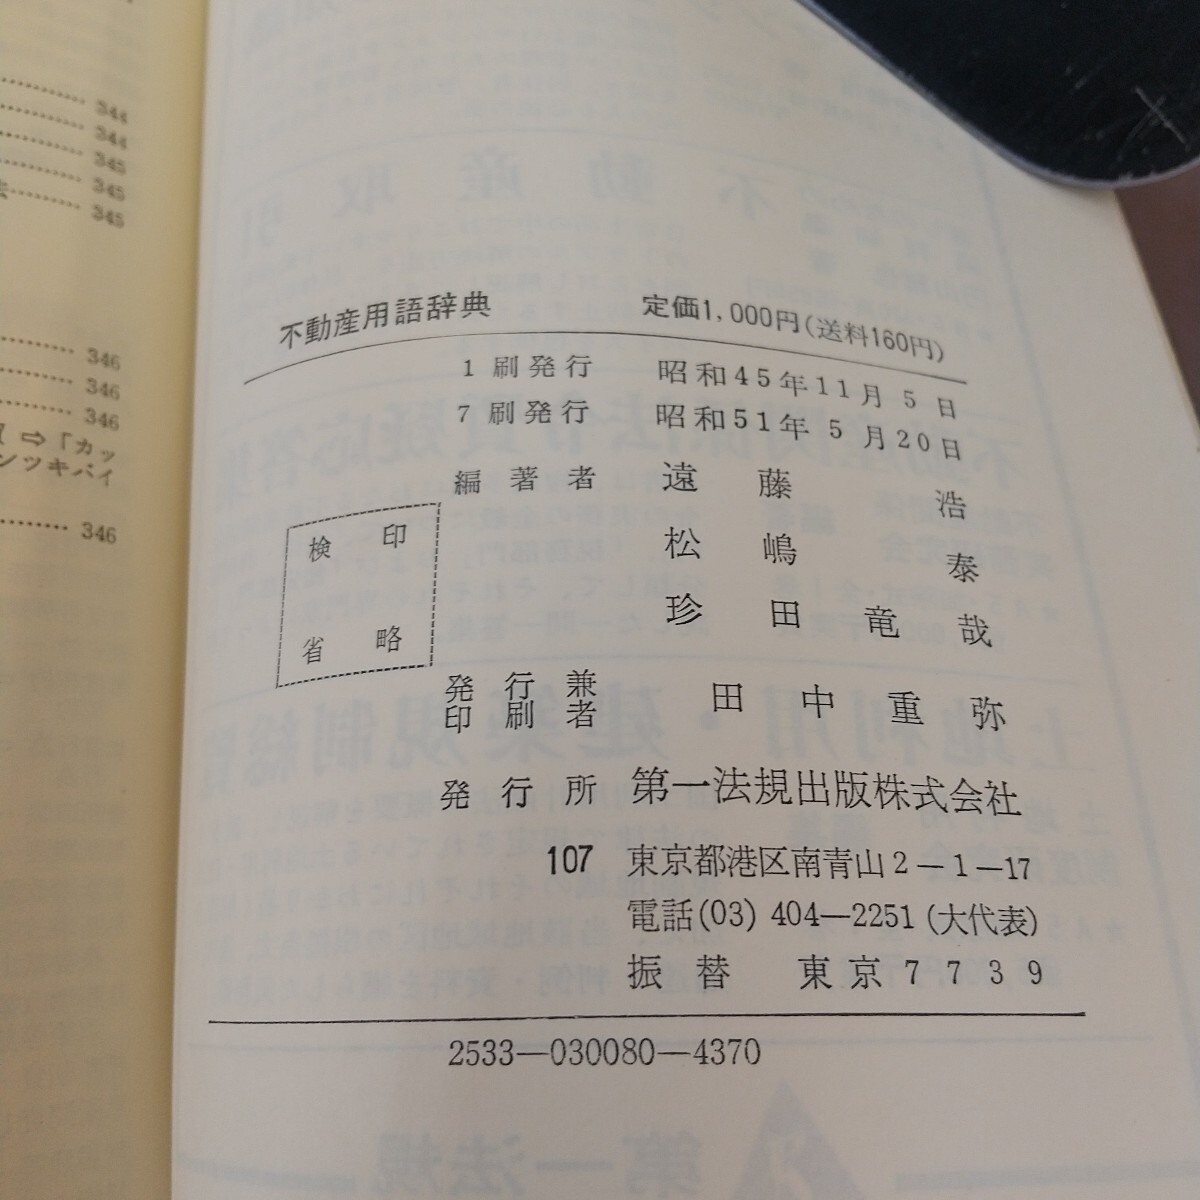 344
344
345
345
345
346
346
346
⇨「カッ
ンツキバイ
346
不動産用語辞典 定価1,000円(送料160円)
1刷発行 昭和45年11月5日
7刷発行 昭和51年5月20日
編著者 遠藤 浩
松嶋 泰
珍田竜哉
検印
省略
発行兼
印刷者 田中重弥
発行所 第一法規出版株式会社
107 東京都港区南青山2―1―17
電話(03) 404―2251 (大代表)
振替 東京7739
2533―030080―4370